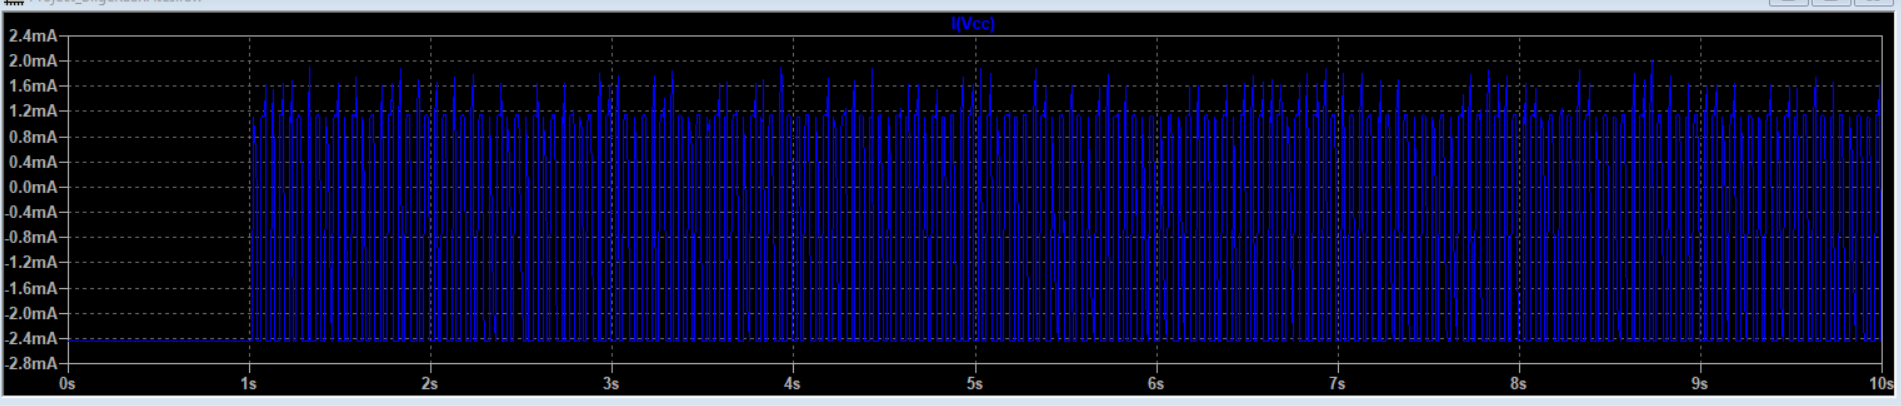 I(Vcc)
2.4mA
2.0mA
1.6mA
1.2mA
0.8mA
0.4mA
0.0mA
-0.4mA
-0.8mA
-1.2mA
-1.6mA
-2.0mA
-2.4mA
-2.8mA
0s 1s 2s 3s 4s 5s 6s 7s 8s 9s 10s